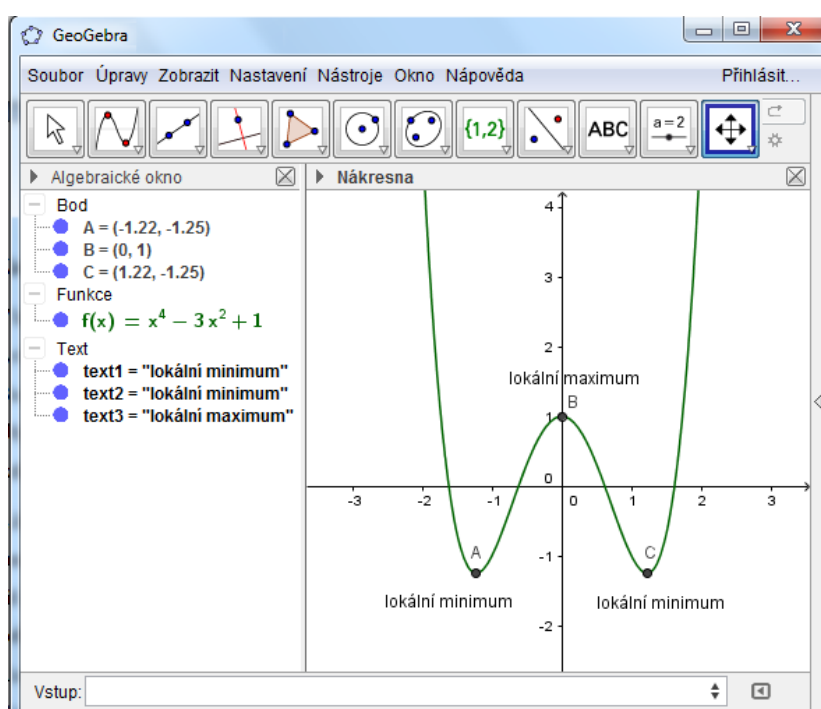 GeoGebra
Soubor Úpravy Zobrazit Nastavení Nástroje Okno Nápověda Přihlásit...
{1,2} ABC a = 2
Algebraické okno
Nákresna
Bod
A = (-1.22, -1.25)
B = (0, 1)
C = (1.22, -1.25)
Funkce
f(x) = x⁴ − 3 x² + 1
Text
text1 = "lokální minimum"
text2 = "lokální minimum"
text3 = "lokální maximum"
4
3
2
lokální maximum
B
1
0
-3 -2 -1 0 1 2 3
A C
-1
lokální minimum lokální minimum
-2
Vstup: